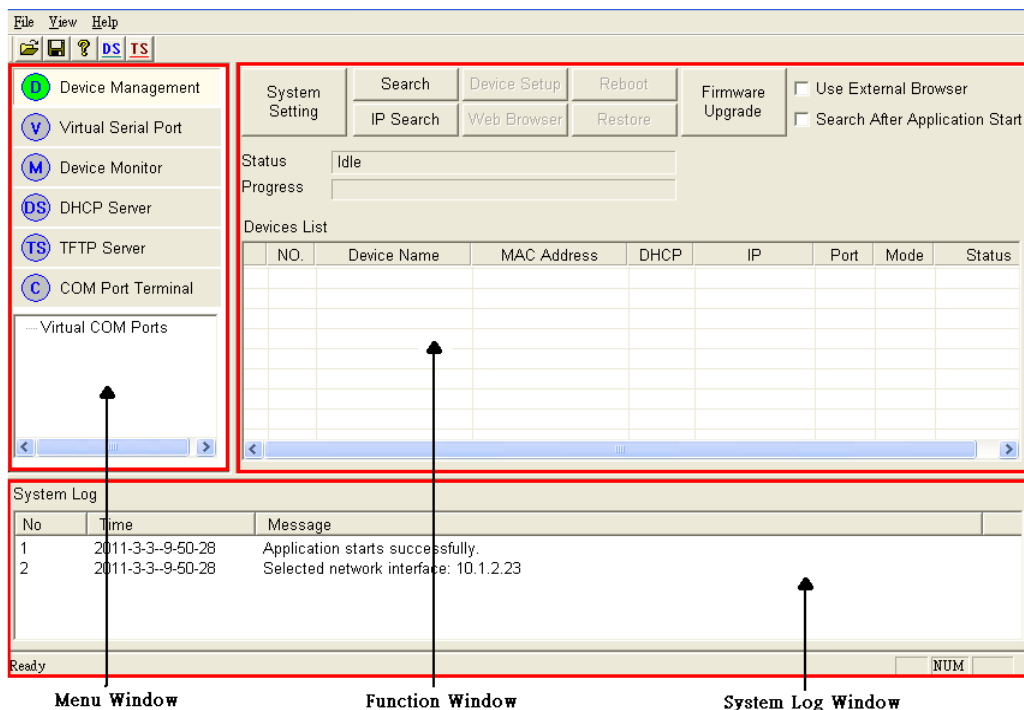 File View Help
DS TS
D Device Management
V Virtual Serial Port
M Device Monitor
DS DHCP Server
TS TFTP Server
C COM Port Terminal
Virtual COM Ports
System Setting
Search
IP Search
Device Setup
Web Browser
Reboot
Restore
Firmware Upgrade
Use External Browser
Search After Application Start
Status Idle
Progress
Devices List
NO. Device Name MAC Address DHCP IP Port Mode Status
System Log
No Time Message
1 2011-3-3--9-50-28 Application starts successfully.
2 2011-3-3--9-50-28 Selected network interface: 10.1.2.23
Ready NUM
Menu Window Function Window System Log Window